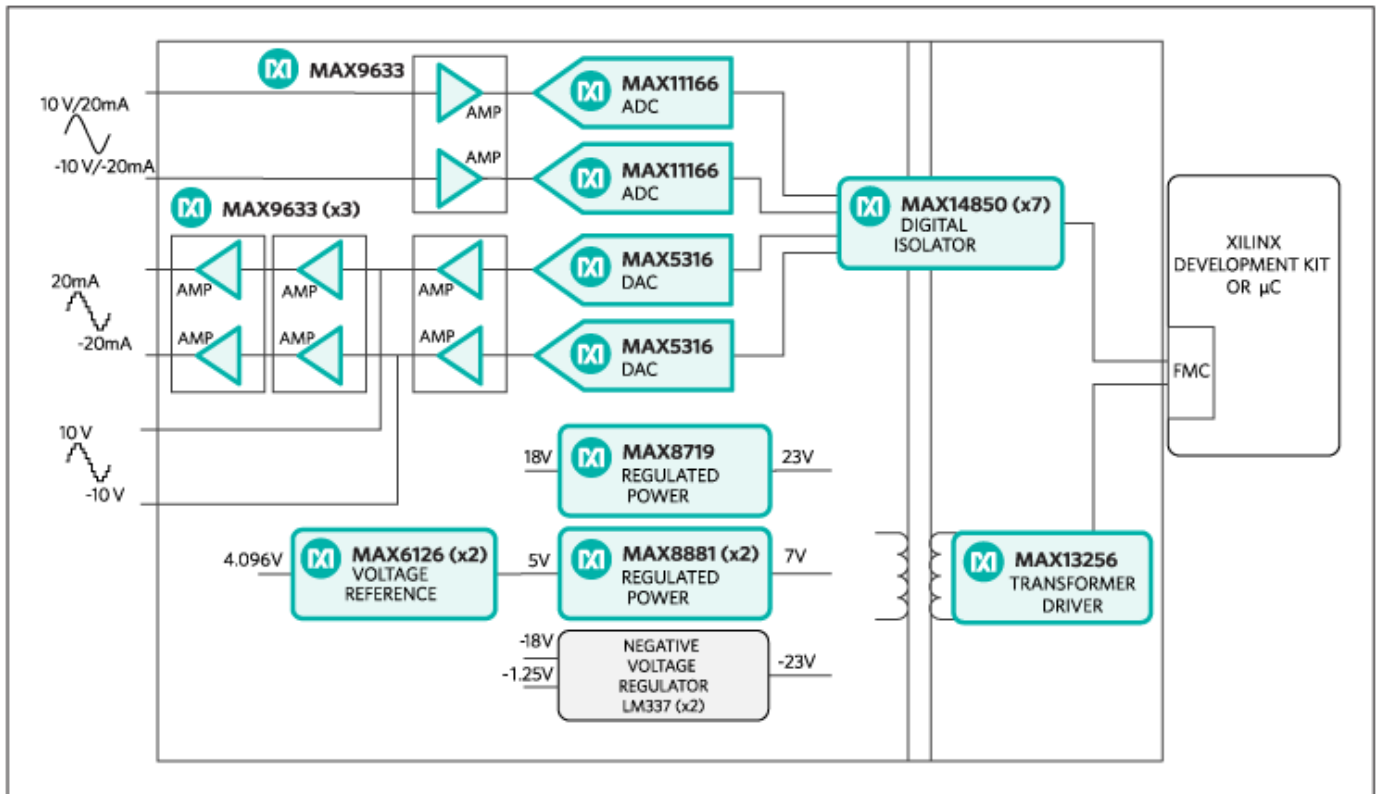 MAX9633
10 V/20mA
-10 V/-20mA
AMP
AMP
MAX11166
ADC
MAX11166
ADC
MAX9633 (x3)
20mA
-20mA
AMP
AMP
AMP
AMP
AMP
AMP
MAX5316
DAC
MAX5316
DAC
10 V
-10 V
MAX14850 (x7)
DIGITAL
ISOLATOR
XILINX
DEVELOPMENT KIT
OR µC
FMC
18V
MAX8719
REGULATED
POWER
23V
4.096V
MAX6126 (x2)
VOLTAGE
REFERENCE
5V
MAX8881 (x2)
REGULATED
POWER
7V
MAX13256
TRANSFORMER
DRIVER
-18V
-1.25V
NEGATIVE
VOLTAGE
REGULATOR
LM337 (x2)
-23V